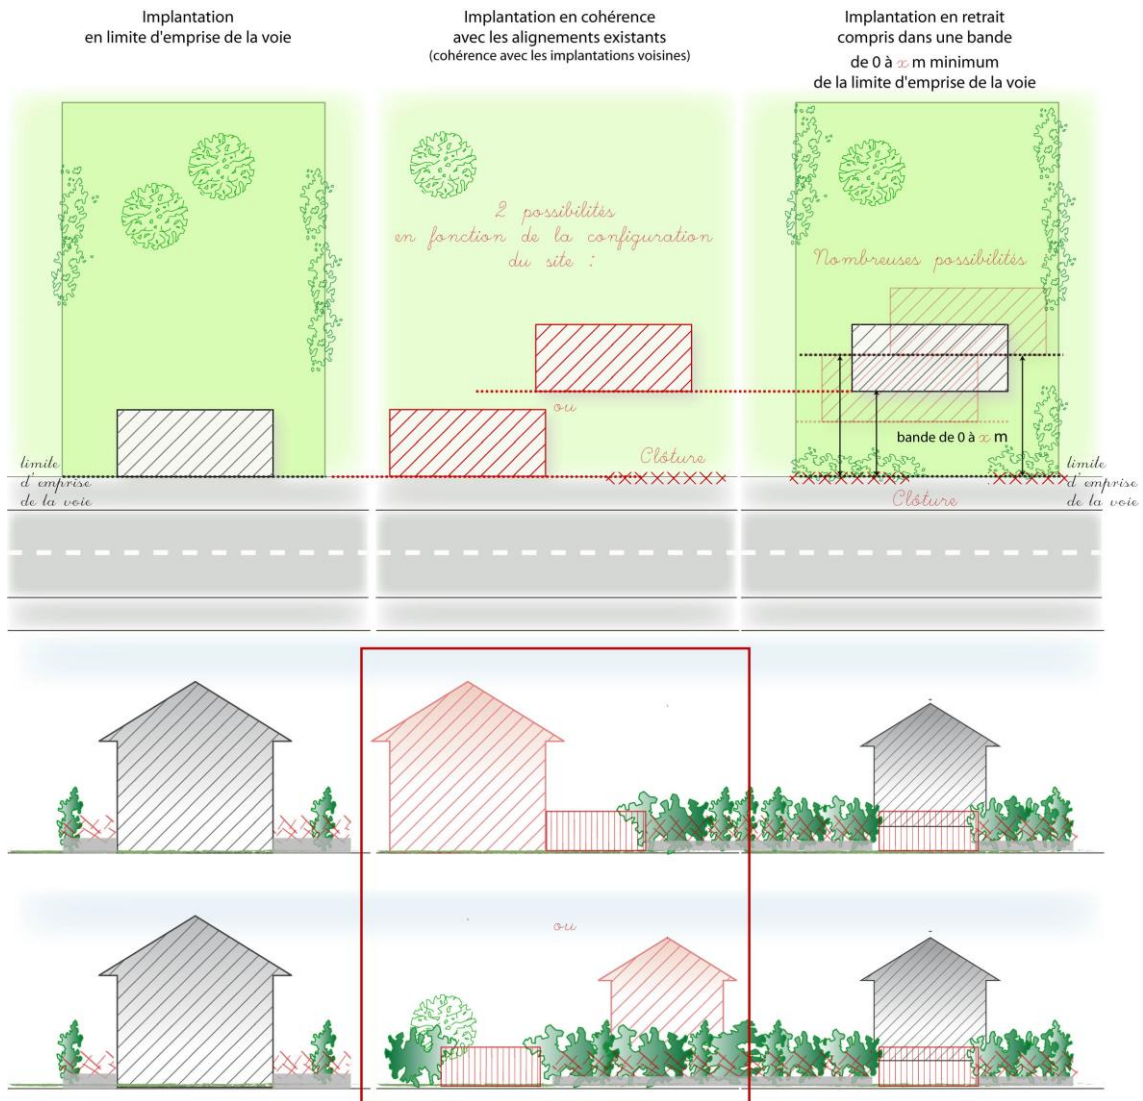 Implantation
en limite d'emprise de la voie
Implantation en cohérence
avec les alignements existants
(cohérence avec les implantations voisines)
Implantation en retrait
compris dans une bande
de 0 à x m minimum
de la limite d'emprise de la voie
2 possibilités
en fonction de la configuration
du site :
Nombreuses possibilités
ou
bande de 0 à x m
Clôture
limite
d'emprise
de la voie
limite
d'emprise
de la voie
Clôture
ou